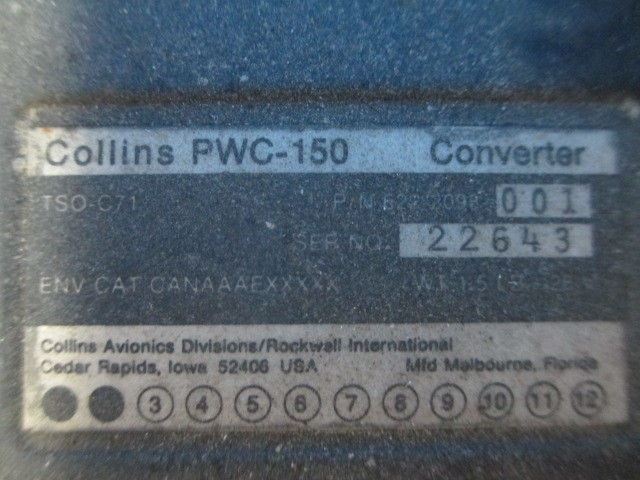 Collins PWC-150 Converter
TSO-C71 P/N 001
SER NO. 22643
ENV CAT CANAAAEXXXXX WT
Collins Avionics Divisions/Rockwell International
Cedar Rapids, Iowa 52406 USA Mfd Melbourne, Florida
3 4 5 6 7 8 9 10 11 12